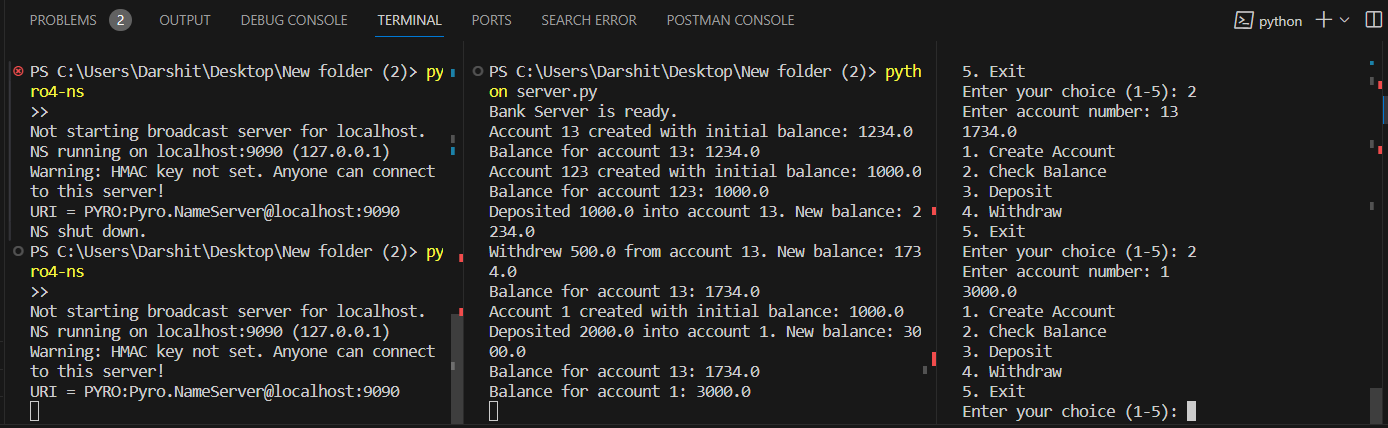 PROBLEMS 2 OUTPUT DEBUG CONSOLE TERMINAL PORTS SEARCH ERROR POSTMAN CONSOLE python
PS C:\Users\Darshit\Desktop\New folder (2)> py
ro4-ns
>>
Not starting broadcast server for localhost.
NS running on localhost:9090 (127.0.0.1)
Warning: HMAC key not set. Anyone can connect
to this server!
URI = PYRO:Pyro.NameServer@localhost:9090
NS shut down.
PS C:\Users\Darshit\Desktop\New folder (2)> py
ro4-ns
>>
Not starting broadcast server for localhost.
NS running on localhost:9090 (127.0.0.1)
Warning: HMAC key not set. Anyone can connect
to this server!
URI = PYRO:Pyro.NameServer@localhost:9090
PS C:\Users\Darshit\Desktop\New folder (2)> pyth
on server.py
Bank Server is ready.
Account 13 created with initial balance: 1234.0
Balance for account 13: 1234.0
Account 123 created with initial balance: 1000.0
Balance for account 123: 1000.0
Deposited 1000.0 into account 13. New balance: 2
234.0
Withdrew 500.0 from account 13. New balance: 173
4.0
Balance for account 13: 1734.0
Account 1 created with initial balance: 1000.0
Deposited 2000.0 into account 1. New balance: 30
00.0
Balance for account 13: 1734.0
Balance for account 1: 3000.0
5. Exit
Enter your choice (1-5): 2
Enter account number: 13
1734.0
1. Create Account
2. Check Balance
3. Deposit
4. Withdraw
5. Exit
Enter your choice (1-5): 2
Enter account number: 1
3000.0
1. Create Account
2. Check Balance
3. Deposit
4. Withdraw
5. Exit
Enter your choice (1-5):